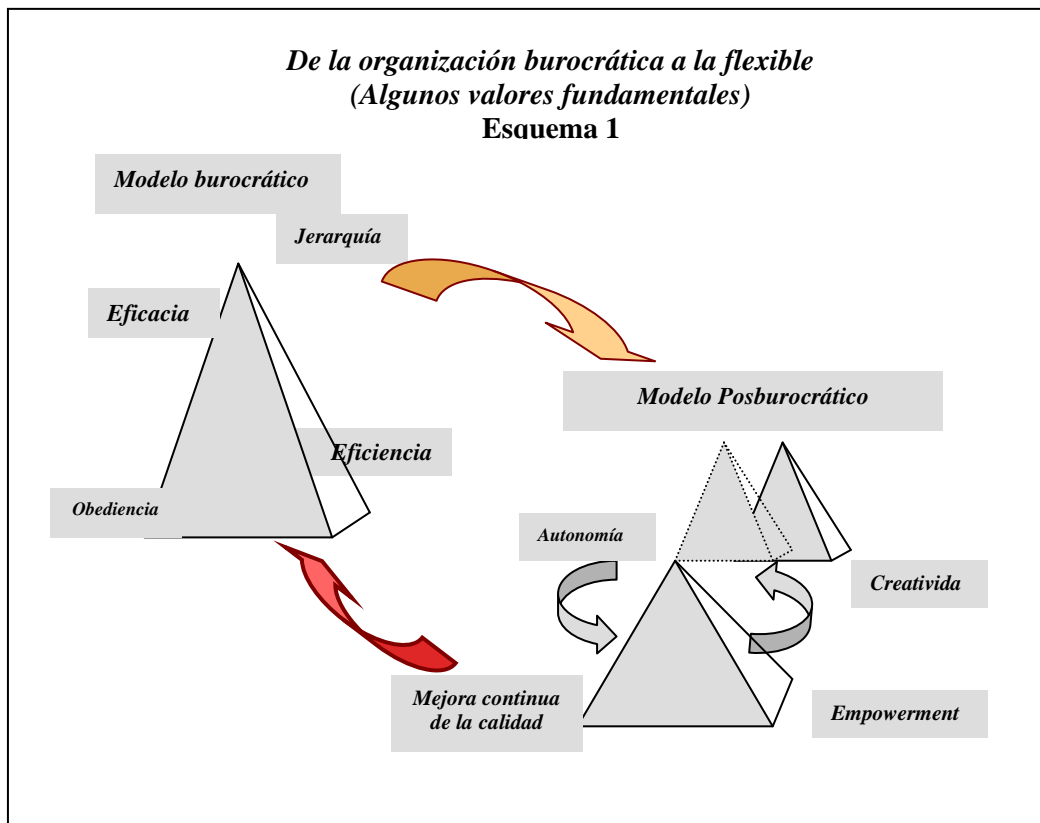 De la organización burocrática a la flexible
(Algunos valores fundamentales)
Esquema 1
Modelo burocrático
Jerarquía
Eficacia
Modelo Posburocrático
Eficiencia
Obediencia
Autonomía
Creativida
Mejora continua
de la calidad
Empowerment